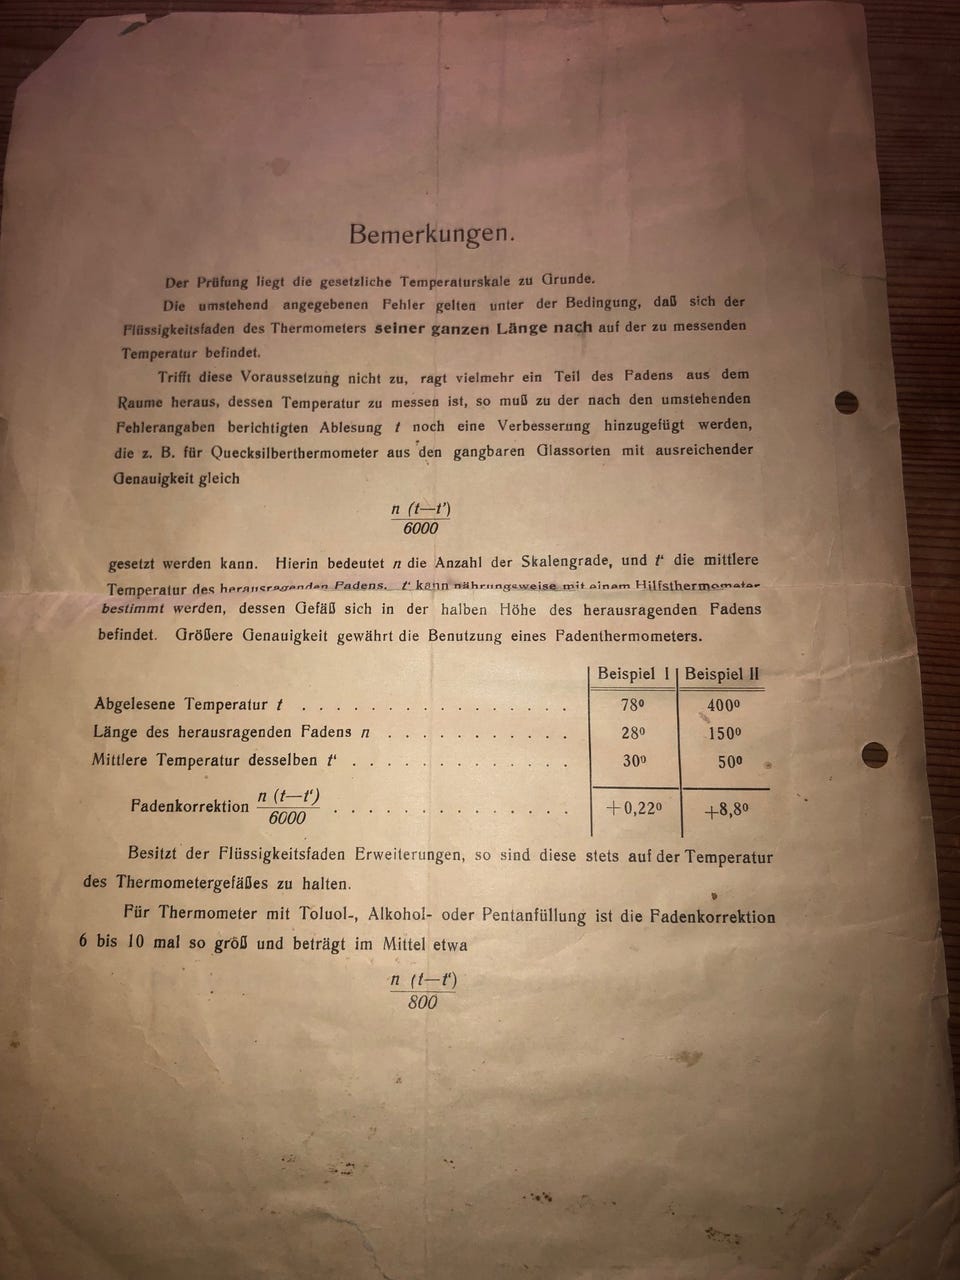 Bemerkungen.
Der Prüfung liegt die gesetzliche Temperaturskale zu Grunde.
Die umstehend angegebenen Fehler gelten unter der Bedingung, daß sich der
Flüssigkeitsfaden des Thermometers seiner ganzen Länge nach auf der zu messenden
Temperatur befindet.
Trifft diese Voraussetzung nicht zu, ragt vielmehr ein Teil des Fadens aus dem
Raume heraus, dessen Temperatur zu messen ist, so muß zu der nach den umstehenden
Fehlerangaben berichtigten Ablesung t noch eine Verbesserung hinzugefügt werden,
die z. B. für Quecksilberthermometer aus den gangbaren Glassorten mit ausreichender
Genauigkeit gleich
n (t—t')
6000
gesetzt werden kann. Hierin bedeutet n die Anzahl der Skalengrade, und t' die mittlere
Temperatur des herausragenden Fadens. t' kann nährungsweise mit einem Hilfsthermometer
bestimmt werden, dessen Gefäß sich in der halben Höhe des herausragenden Fadens
befindet. Größere Genauigkeit gewährt die Benutzung eines Fadenthermometers.
Beispiel I Beispiel II
Abgelesene Temperatur t . . . . . . . . . . . . . . . . 78° 400°
Länge des herausragenden Fadens n . . . . . . . . . . . 28° 150°
Mittlere Temperatur desselben t' . . . . . . . . . . . . . 30° 50°
Fadenkorrektion n (t—t')/6000 . . . . . . . . . . . . . . +0,22° +8,8°
Besitzt der Flüssigkeitsfaden Erweiterungen, so sind diese stets auf der Temperatur
des Thermometergefäßes zu halten.
Für Thermometer mit Toluol-, Alkohol- oder Pentanfüllung ist die Fadenkorrektion
6 bis 10 mal so größ und beträgt im Mittel etwa
n (t—t')
800